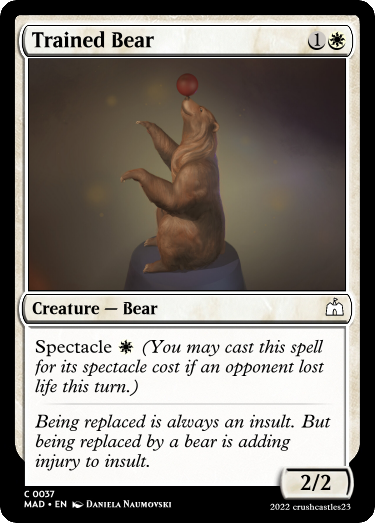 Trained Bear 1
Creature — Bear
Spectacle (You may cast this spell
for its spectacle cost if an opponent lost
life this turn.)
Being replaced is always an insult. But
being replaced by a bear is adding
injury to insult.
2/2
C 0037
MAD • EN Daniela Naumovski
2022 crushcastles23